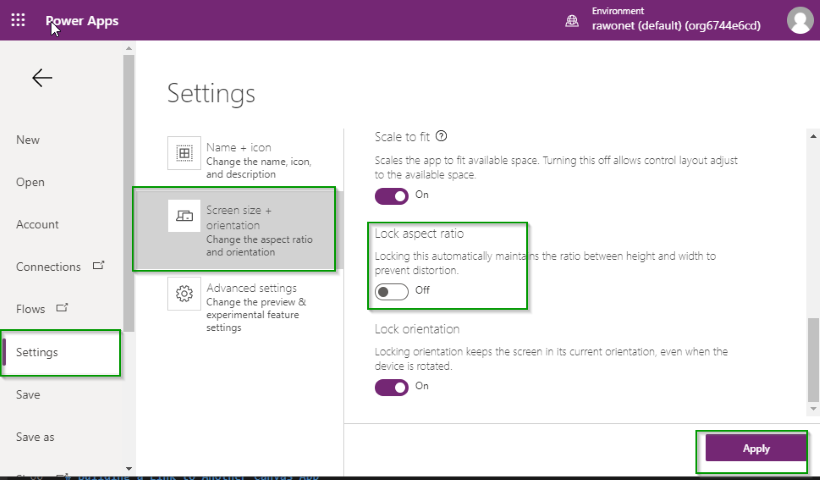 Power Apps
Environment
rawonet (default) (org6744e6cd)
Settings
New
Open
Account
Connections
Flows
Settings
Save
Save as
Name + icon
Change the name, icon,
and description
Screen size +
orientation
Change the aspect ratio
and orientation
Advanced settings
Change the preview &
experimental feature
settings
Scale to fit
Scales the app to fit available space. Turning this off allows control layout adjust
to the available space.
On
Lock aspect ratio
Locking this automatically maintains the ratio between height and width to
prevent distortion.
Off
Lock orientation
Locking orientation keeps the screen in its current orientation, even when the
device is rotated.
On
Apply